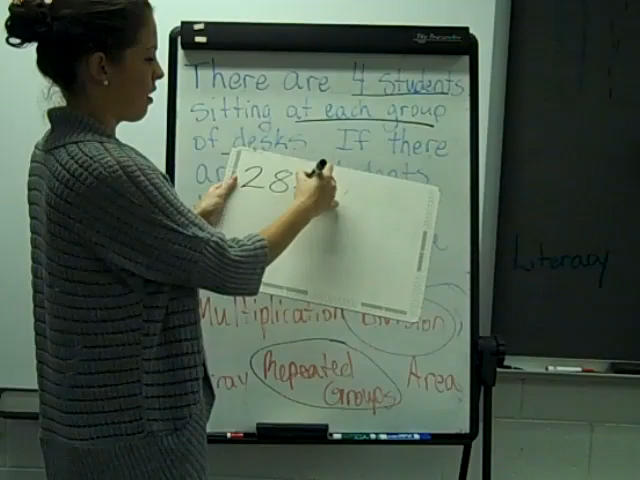 There are 4 students
sitting at each group
of desks. If there
28
Multiplication Division
Repeated Area
Groups
Literacy